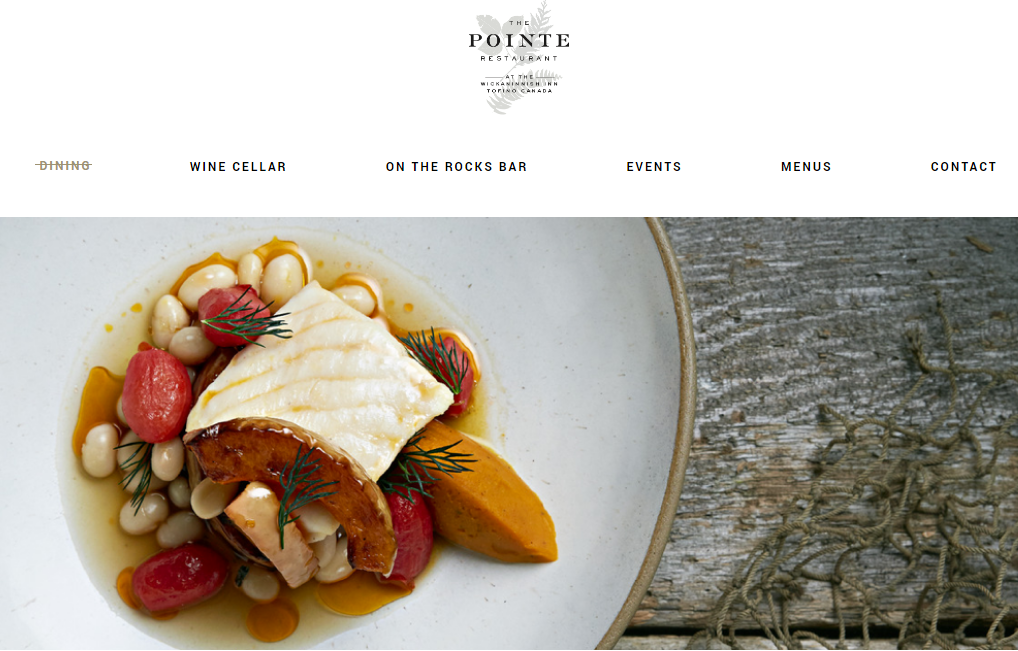 THE
POINTE
RESTAURANT
AT THE
WICKANINNISH INN
TOFINO, CANADA
DINING WINE CELLAR ON THE ROCKS BAR EVENTS MENUS CONTACT